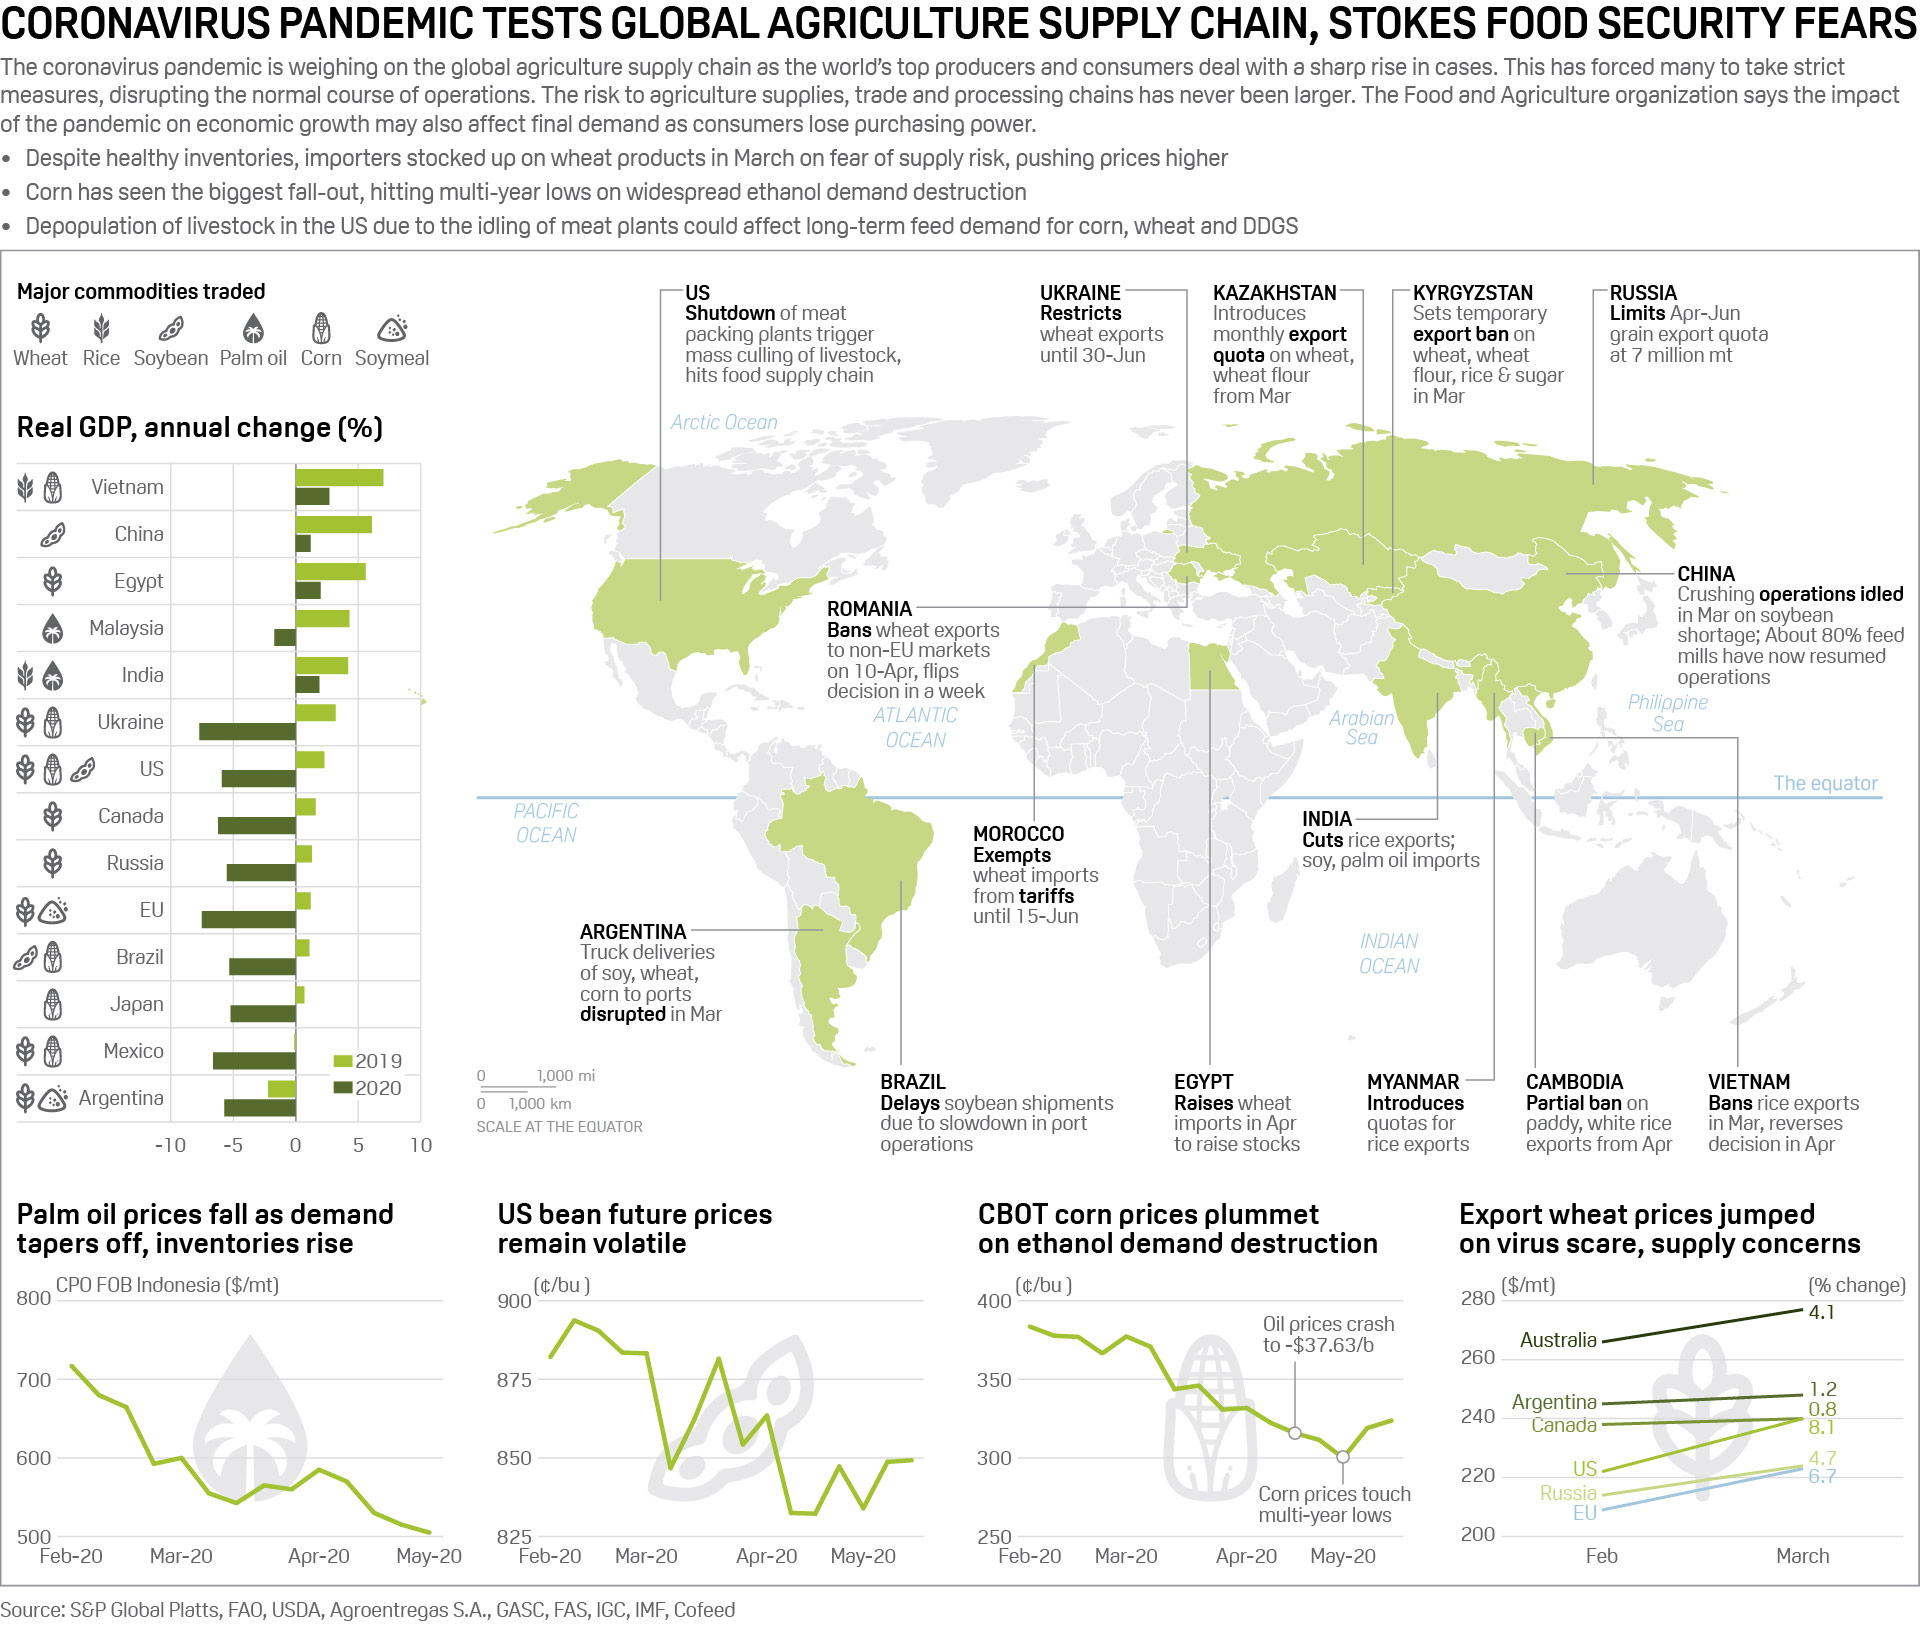 CORONAVIRUS PANDEMIC TESTS GLOBAL AGRICULTURE SUPPLY CHAIN, STOKES FOOD SECURITY FEARS
The coronavirus pandemic is weighing on the global agriculture supply chain as the world's top producers and consumers deal with a sharp rise in cases. This has forced many to take strict
measures, disrupting the normal course of operations. The risk to agriculture supplies, trade and processing chains has never been larger. The Food and Agriculture organization says the impact
of the pandemic on economic growth may also affect final demand as consumers lose purchasing power.
• Despite healthy inventories, importers stocked up on wheat products in March on fear of supply risk, pushing prices higher
• Corn has seen the biggest fall-out, hitting multi-year lows on widespread ethanol demand destruction
• Depopulation of livestock in the US due to the idling of meat plants could affect long-term feed demand for corn, wheat and DDGS
Major commodities traded
Wheat Rice Soybean Palm oil Corn Soymeal
Real GDP, annual change (%)
Vietnam
China
Egypt
Malaysia
India
Ukraine
US
Canada
Russia
EU
Brazil
Japan
Mexico
Argentina
2019
2020
-10 -5 0 5 10
US
Shutdown of meat
packing plants trigger
mass culling of livestock,
hits food supply chain
UKRAINE
Restricts
wheat exports
until 30-Jun
KAZAKHSTAN
Introduces
monthly export
quota on wheat,
wheat flour
from Mar
KYRGYZSTAN
Sets temporary
export ban on
wheat, wheat
flour, rice & sugar
in Mar
RUSSIA
Limits Apr-Jun
grain export quota
at 7 million mt
Arctic Ocean
ROMANIA
Bans wheat exports
to non-EU markets
on 10-Apr, flips
decision in a week
CHINA
Crushing operations idled
in Mar on soybean
shortage; About 80% feed
mills have now resumed
operations
ATLANTIC
OCEAN
Arabian
Sea
Philippine
Sea
The equator
PACIFIC
OCEAN
INDIAN
OCEAN
MOROCCO
Exempts
wheat imports
from tariffs
until 15-Jun
INDIA
Cuts rice exports;
soy, palm oil imports
ARGENTINA
Truck deliveries
of soy, wheat,
corn to ports
disrupted in Mar
0 1,000 mi
0 1,000 km
SCALE AT THE EQUATOR
BRAZIL
Delays soybean shipments
due to slowdown in port
operations
EGYPT
Raises wheat
imports in Apr
to raise stocks
MYANMAR
Introduces
quotas for
rice exports
CAMBODIA
Partial ban on
paddy, white rice
exports from Apr
VIETNAM
Bans rice exports
in Mar, reverses
decision in Apr
Palm oil prices fall as demand
tapers off, inventories rise
CPO FOB Indonesia ($/mt)
800
700
600
500
Feb-20 Mar-20 Apr-20 May-20
US bean future prices
remain volatile
(¢/bu )
900
875
850
825
Feb-20 Mar-20 Apr-20 May-20
CBOT corn prices plummet
on ethanol demand destruction
(¢/bu )
400
350
300
250
Oil prices crash
to -$37.63/b
Corn prices touch
multi-year lows
Feb-20 Mar-20 Apr-20 May-20
Export wheat prices jumped
on virus scare, supply concerns
($/mt) (% change)
280
260
240
220
200
Australia 4.1
Argentina 1.2
Canada 0.8
US 8.1
Russia 4.7
EU 6.7
Feb March
Source: S&P Global Platts, FAO, USDA, Agroentregas S.A., GASC, FAS, IGC, IMF, Cofeed